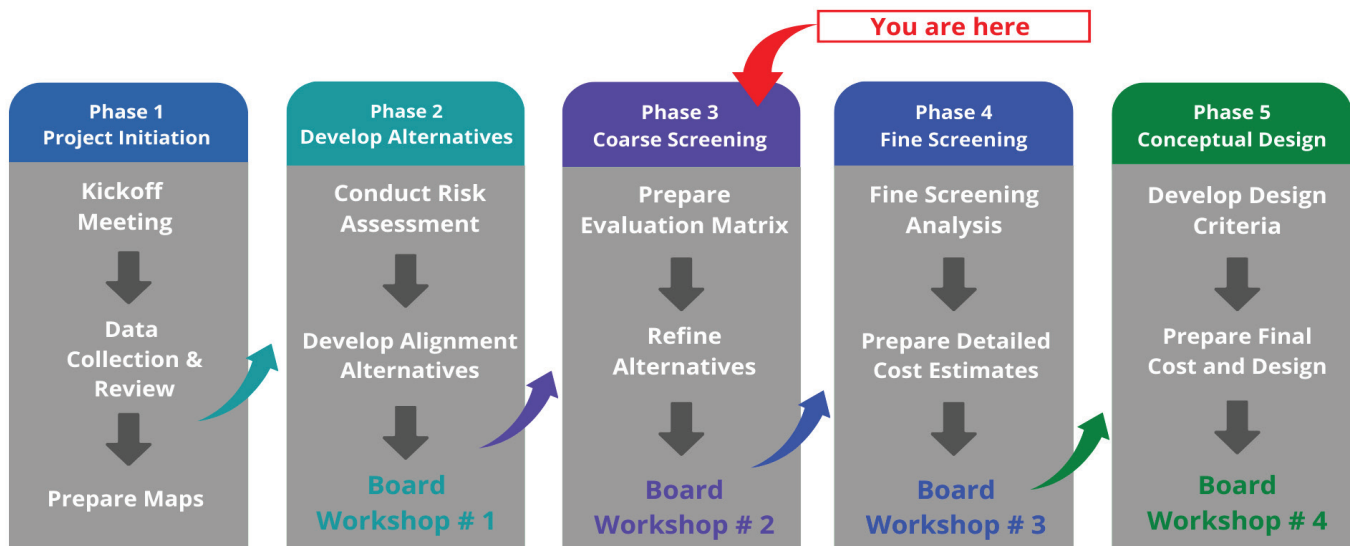 You are here
Phase 1
Project Initiation
Kickoff
Meeting
Data
Collection &
Review
Prepare Maps
Phase 2
Develop Alternatives
Conduct Risk
Assessment
Develop Alignment
Alternatives
Board
Workshop # 1
Phase 3
Coarse Screening
Prepare
Evaluation Matrix
Refine
Alternatives
Board
Workshop # 2
Phase 4
Fine Screening
Fine Screening
Analysis
Prepare Detailed
Cost Estimates
Board
Workshop # 3
Phase 5
Conceptual Design
Develop Design
Criteria
Prepare Final
Cost and Design
Board
Workshop # 4